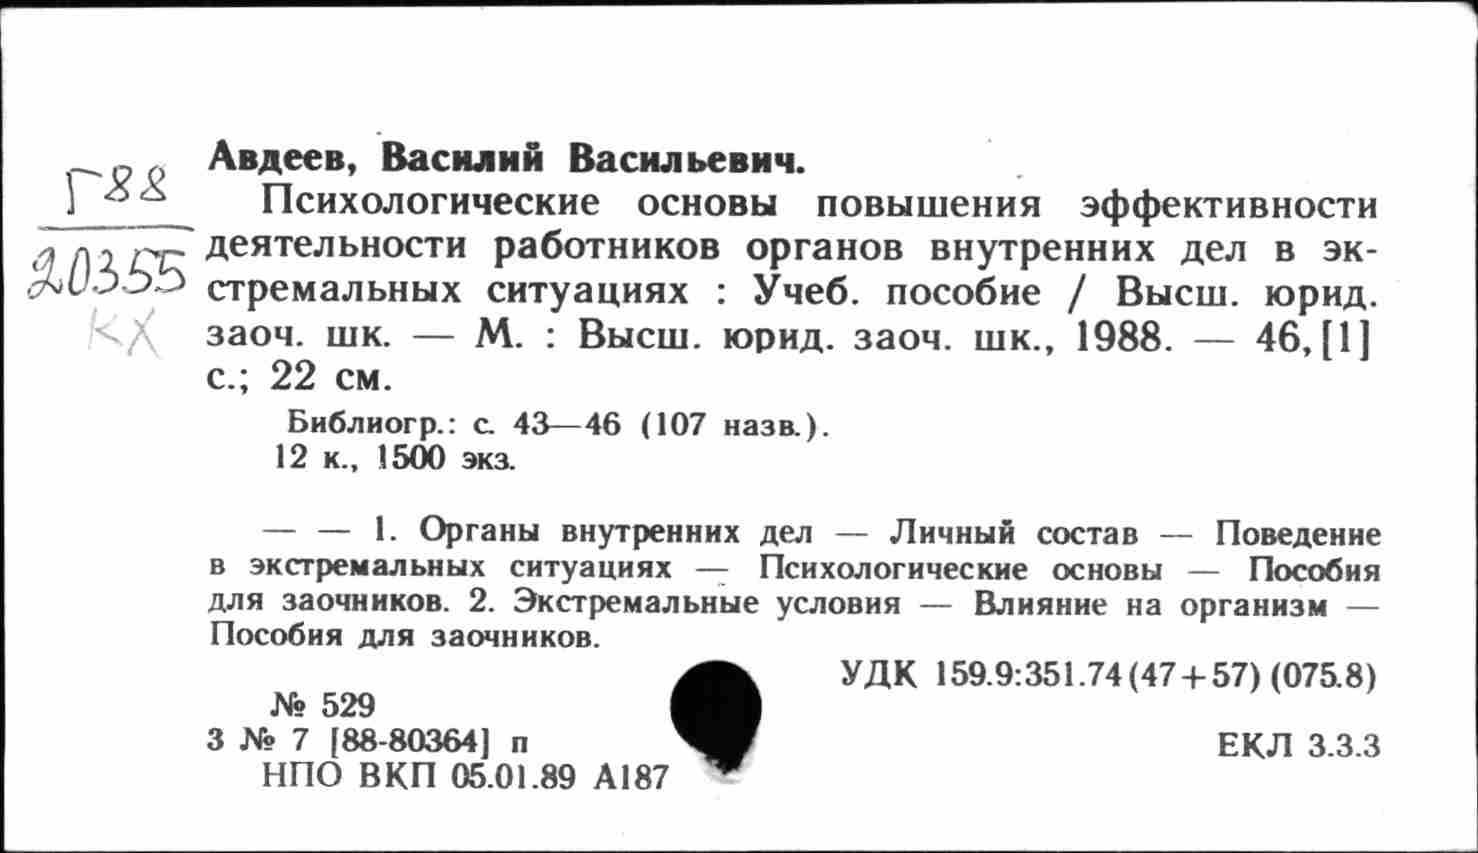 Авдеев, Василий Васильевич.
Г88
Психологические основы повышения эффективности
20355
деятельности работников органов внутренних дел в эк-
стремальных ситуациях : Учеб. пособие / Высш. юрид.
КХ
заоч. шк. — М. : Высш. юрид. заоч. шк., 1988. — 46, [1]
с.; 22 см.
Библиогр.: с. 43—46 (107 назв.).
12 к., 1500 экз.
— — 1. Органы внутренних дел — Личный состав — Поведение
в экстремальных ситуациях — Психологические основы — Пособия
для заочников. 2. Экстремальные условия — Влияние на организм —
Пособия для заочников.
УДК 159.9:351.74(47+57)(075.8)
№ 529
3 № 7 [88-80364] п
ЕКЛ 3.3.3
НПО ВКП 05.01.89 А187